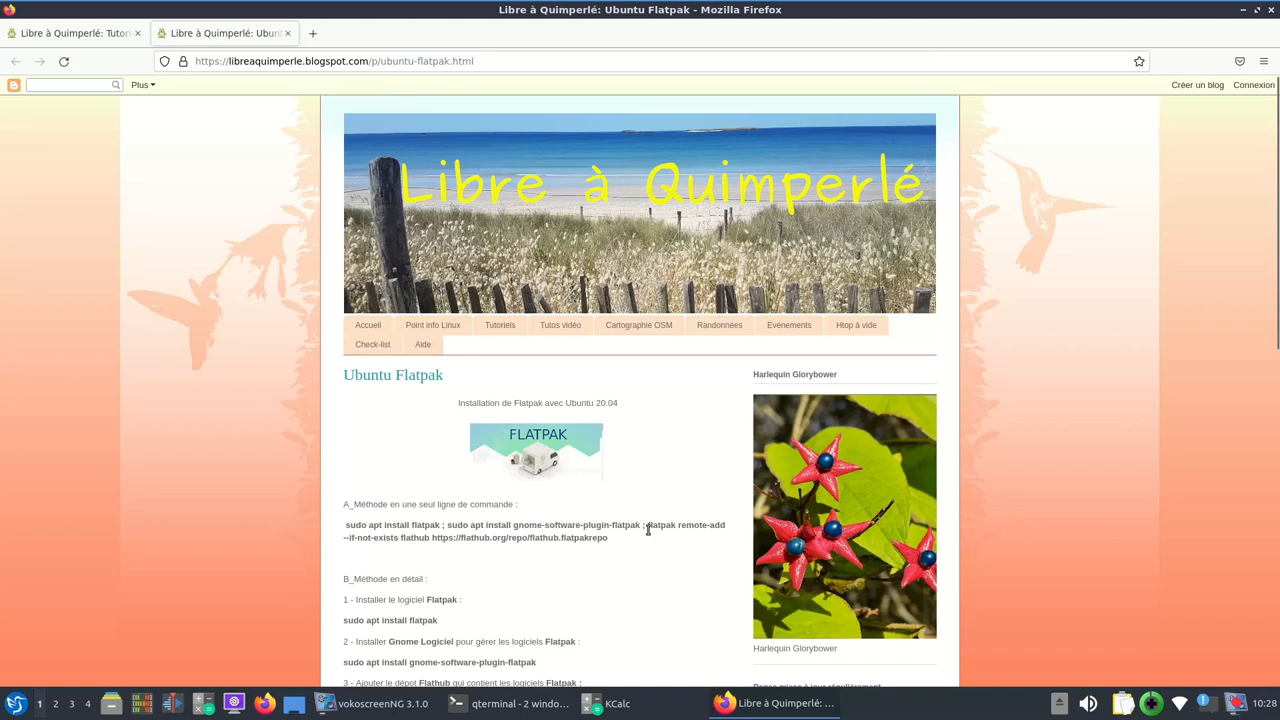 Libre à Quimperlé: Ubuntu Flatpak - Mozilla Firefox
Libre à Quimperlé: Tutori
Libre à Quimperlé: Ubun
https://libreaquimperle.blogspot.com/p/ubuntu-flatpak.html
Plus
Créer un blog
Connexion
Libre à Quimperlé
Accueil
Point info Linux
Tutoriels
Tutos vidéo
Cartographie OSM
Randonnées
Evénements
Htop à vide
Check-list
Aide
Ubuntu Flatpak
Installation de Flatpak avec Ubuntu 20.04
FLATPAK
A_Méthode en une seul ligne de commande :
sudo apt install flatpak ; sudo apt install gnome-software-plugin-flatpak ; flatpak remote-add
--if-not-exists flathub https://flathub.org/repo/flathub.flatpakrepo
B_Méthode en détail :
1 - Installer le logiciel Flatpak :
sudo apt install flatpak
2 - Installer Gnome Logiciel pour gérer les logiciels Flatpak :
sudo apt install gnome-software-plugin-flatpak
3 - Ajouter le dépot Flathub qui contient les logiciels Flatpak :
Harlequin Glorybower
Harlequin Glorybower
Pages mises à jour régulièrement
1
2
3
4
vokoscreenNG 3.1.0
qterminal - 2 windo...
KCalc
Libre à Quimperlé: ...
10:28